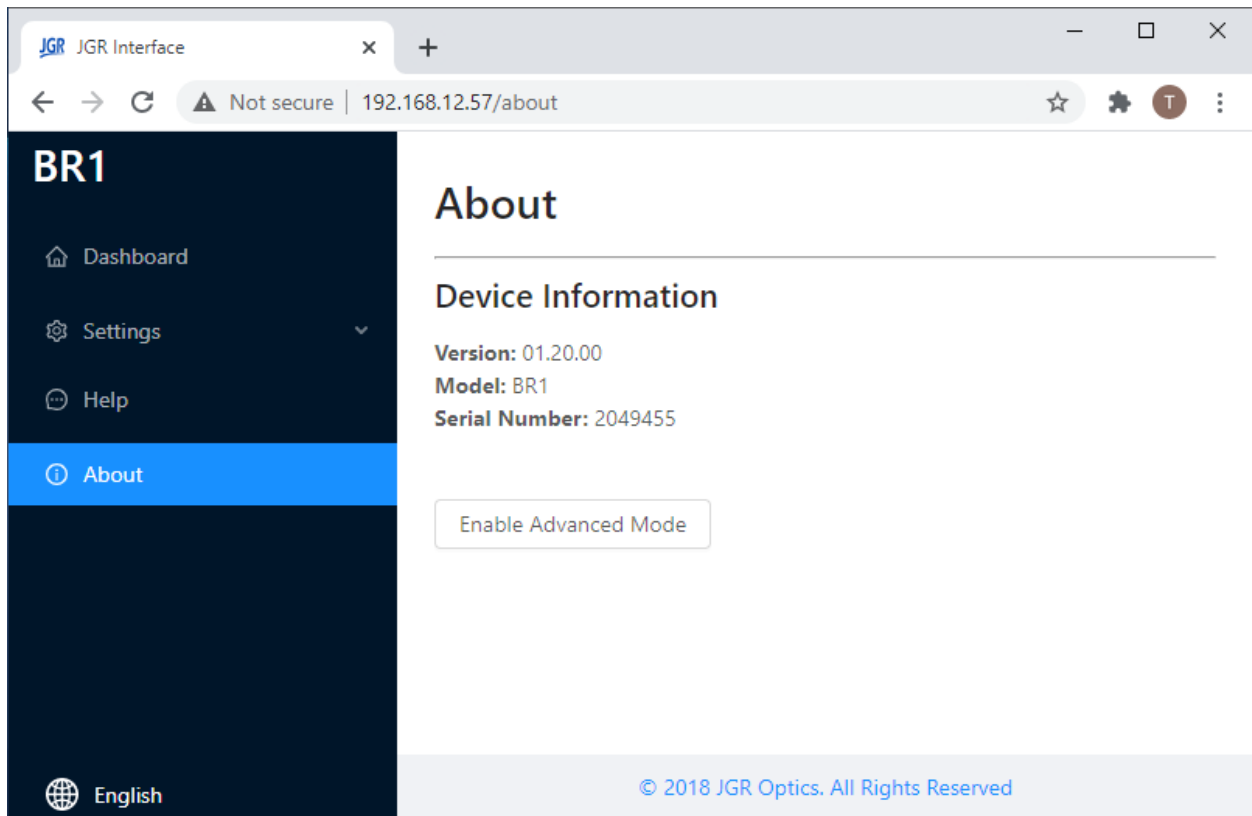 JGR JGR Interface
Not secure | 192.168.12.57/about
T
BR1
Dashboard
Settings
Help
About
English
About
Device Information
Version: 01.20.00
Model: BR1
Serial Number: 2049455
Enable Advanced Mode
© 2018 JGR Optics. All Rights Reserved